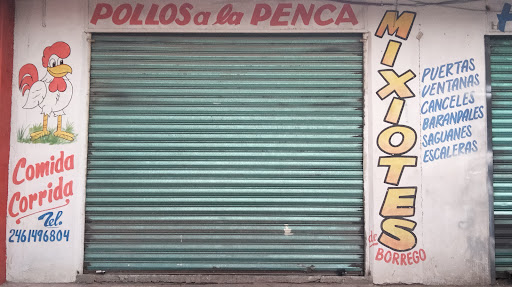 POLLOS a la PENCA
Comida
Corrida
Tel.
2461496804
MIXIOTES
de
BORREGO
PUERTAS
VENTANAS
CANCELES
BARANDALES
SAGUANES
ESCALERAS